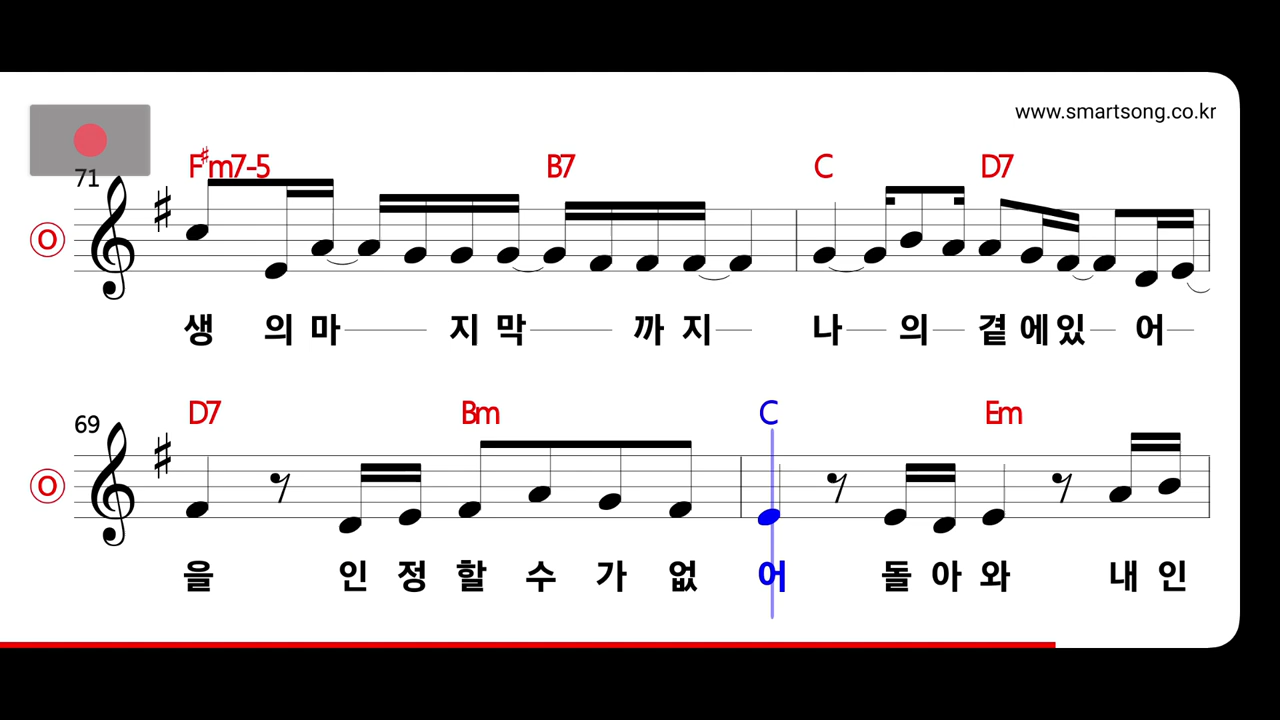 www.smartsong.co.kr
F♯m7-5 B7 C D7
71
O
생 의 마 지 막 까 지 나 의 곁 에 있 어
D7 Bm C Em
69
O
을 인 정 할 수 가 없 어 돌 아 와 내 인